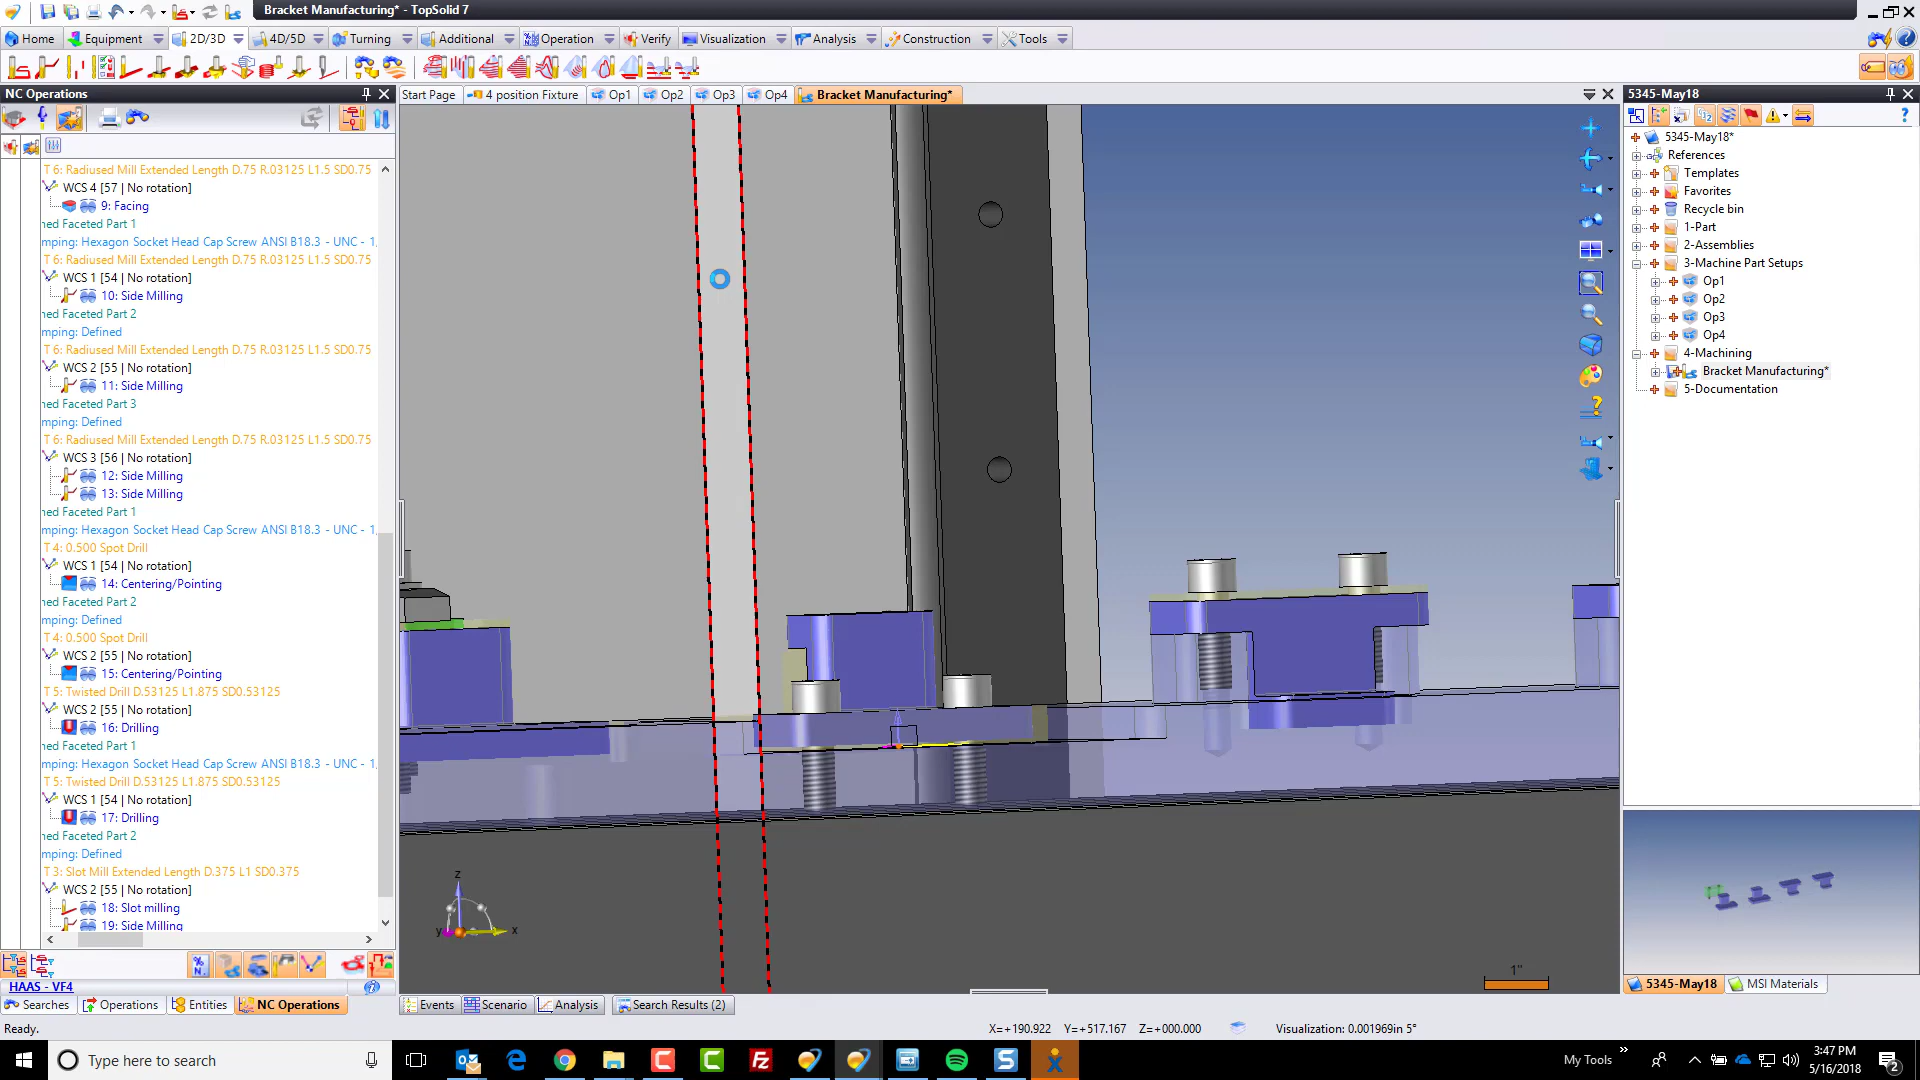 Bracket Manufacturing* - TopSolid 7
Home Equipment 2D/3D 4D/5D Turning Additional Operation Verify Visualization Analysis Construction Tools
NC Operations
Start Page 4 position Fixture Op1 Op2 Op3 Op4 Bracket Manufacturing*
5345-May18
T 6: Radiused Mill Extended Length D.75 R.03125 L1.5 SD0.75
WCS 4 [57 | No rotation]
9: Facing
ned Faceted Part 1
mping: Hexagon Socket Head Cap Screw ANSI B18.3 - UNC - 1,
T 6: Radiused Mill Extended Length D.75 R.03125 L1.5 SD0.75
WCS 1 [54 | No rotation]
10: Side Milling
ned Faceted Part 2
mping: Defined
T 6: Radiused Mill Extended Length D.75 R.03125 L1.5 SD0.75
WCS 2 [55 | No rotation]
11: Side Milling
ned Faceted Part 3
mping: Defined
T 6: Radiused Mill Extended Length D.75 R.03125 L1.5 SD0.75
WCS 3 [56 | No rotation]
12: Side Milling
13: Side Milling
ned Faceted Part 1
mping: Hexagon Socket Head Cap Screw ANSI B18.3 - UNC - 1,
T 4: 0.500 Spot Drill
WCS 1 [54 | No rotation]
14: Centering/Pointing
ned Faceted Part 2
mping: Defined
T 4: 0.500 Spot Drill
WCS 2 [55 | No rotation]
15: Centering/Pointing
T 5: Twisted Drill D.53125 L1.875 SD0.53125
WCS 2 [55 | No rotation]
16: Drilling
ned Faceted Part 1
mping: Hexagon Socket Head Cap Screw ANSI B18.3 - UNC - 1,
T 5: Twisted Drill D.53125 L1.875 SD0.53125
WCS 1 [54 | No rotation]
17: Drilling
ned Faceted Part 2
mping: Defined
T 3: Slot Mill Extended Length D.375 L1 SD0.375
WCS 2 [55 | No rotation]
18: Slot milling
19: Side Milling
HAAS - VF4
Searches Operations Entities NC Operations
z
y
x
1"
5345-May18*
References
Templates
Favorites
Recycle bin
1-Part
2-Assemblies
3-Machine Part Setups
Op1
Op2
Op3
Op4
4-Machining
Bracket Manufacturing*
5-Documentation
5345-May18 MSI Materials
Events Scenario Analysis Search Results (2)
Ready.
X=+190.922 Y=+517.167 Z=+000.000 Visualization: 0.001969in 5°
Type here to search
My Tools
3:47 PM
5/16/2018
2